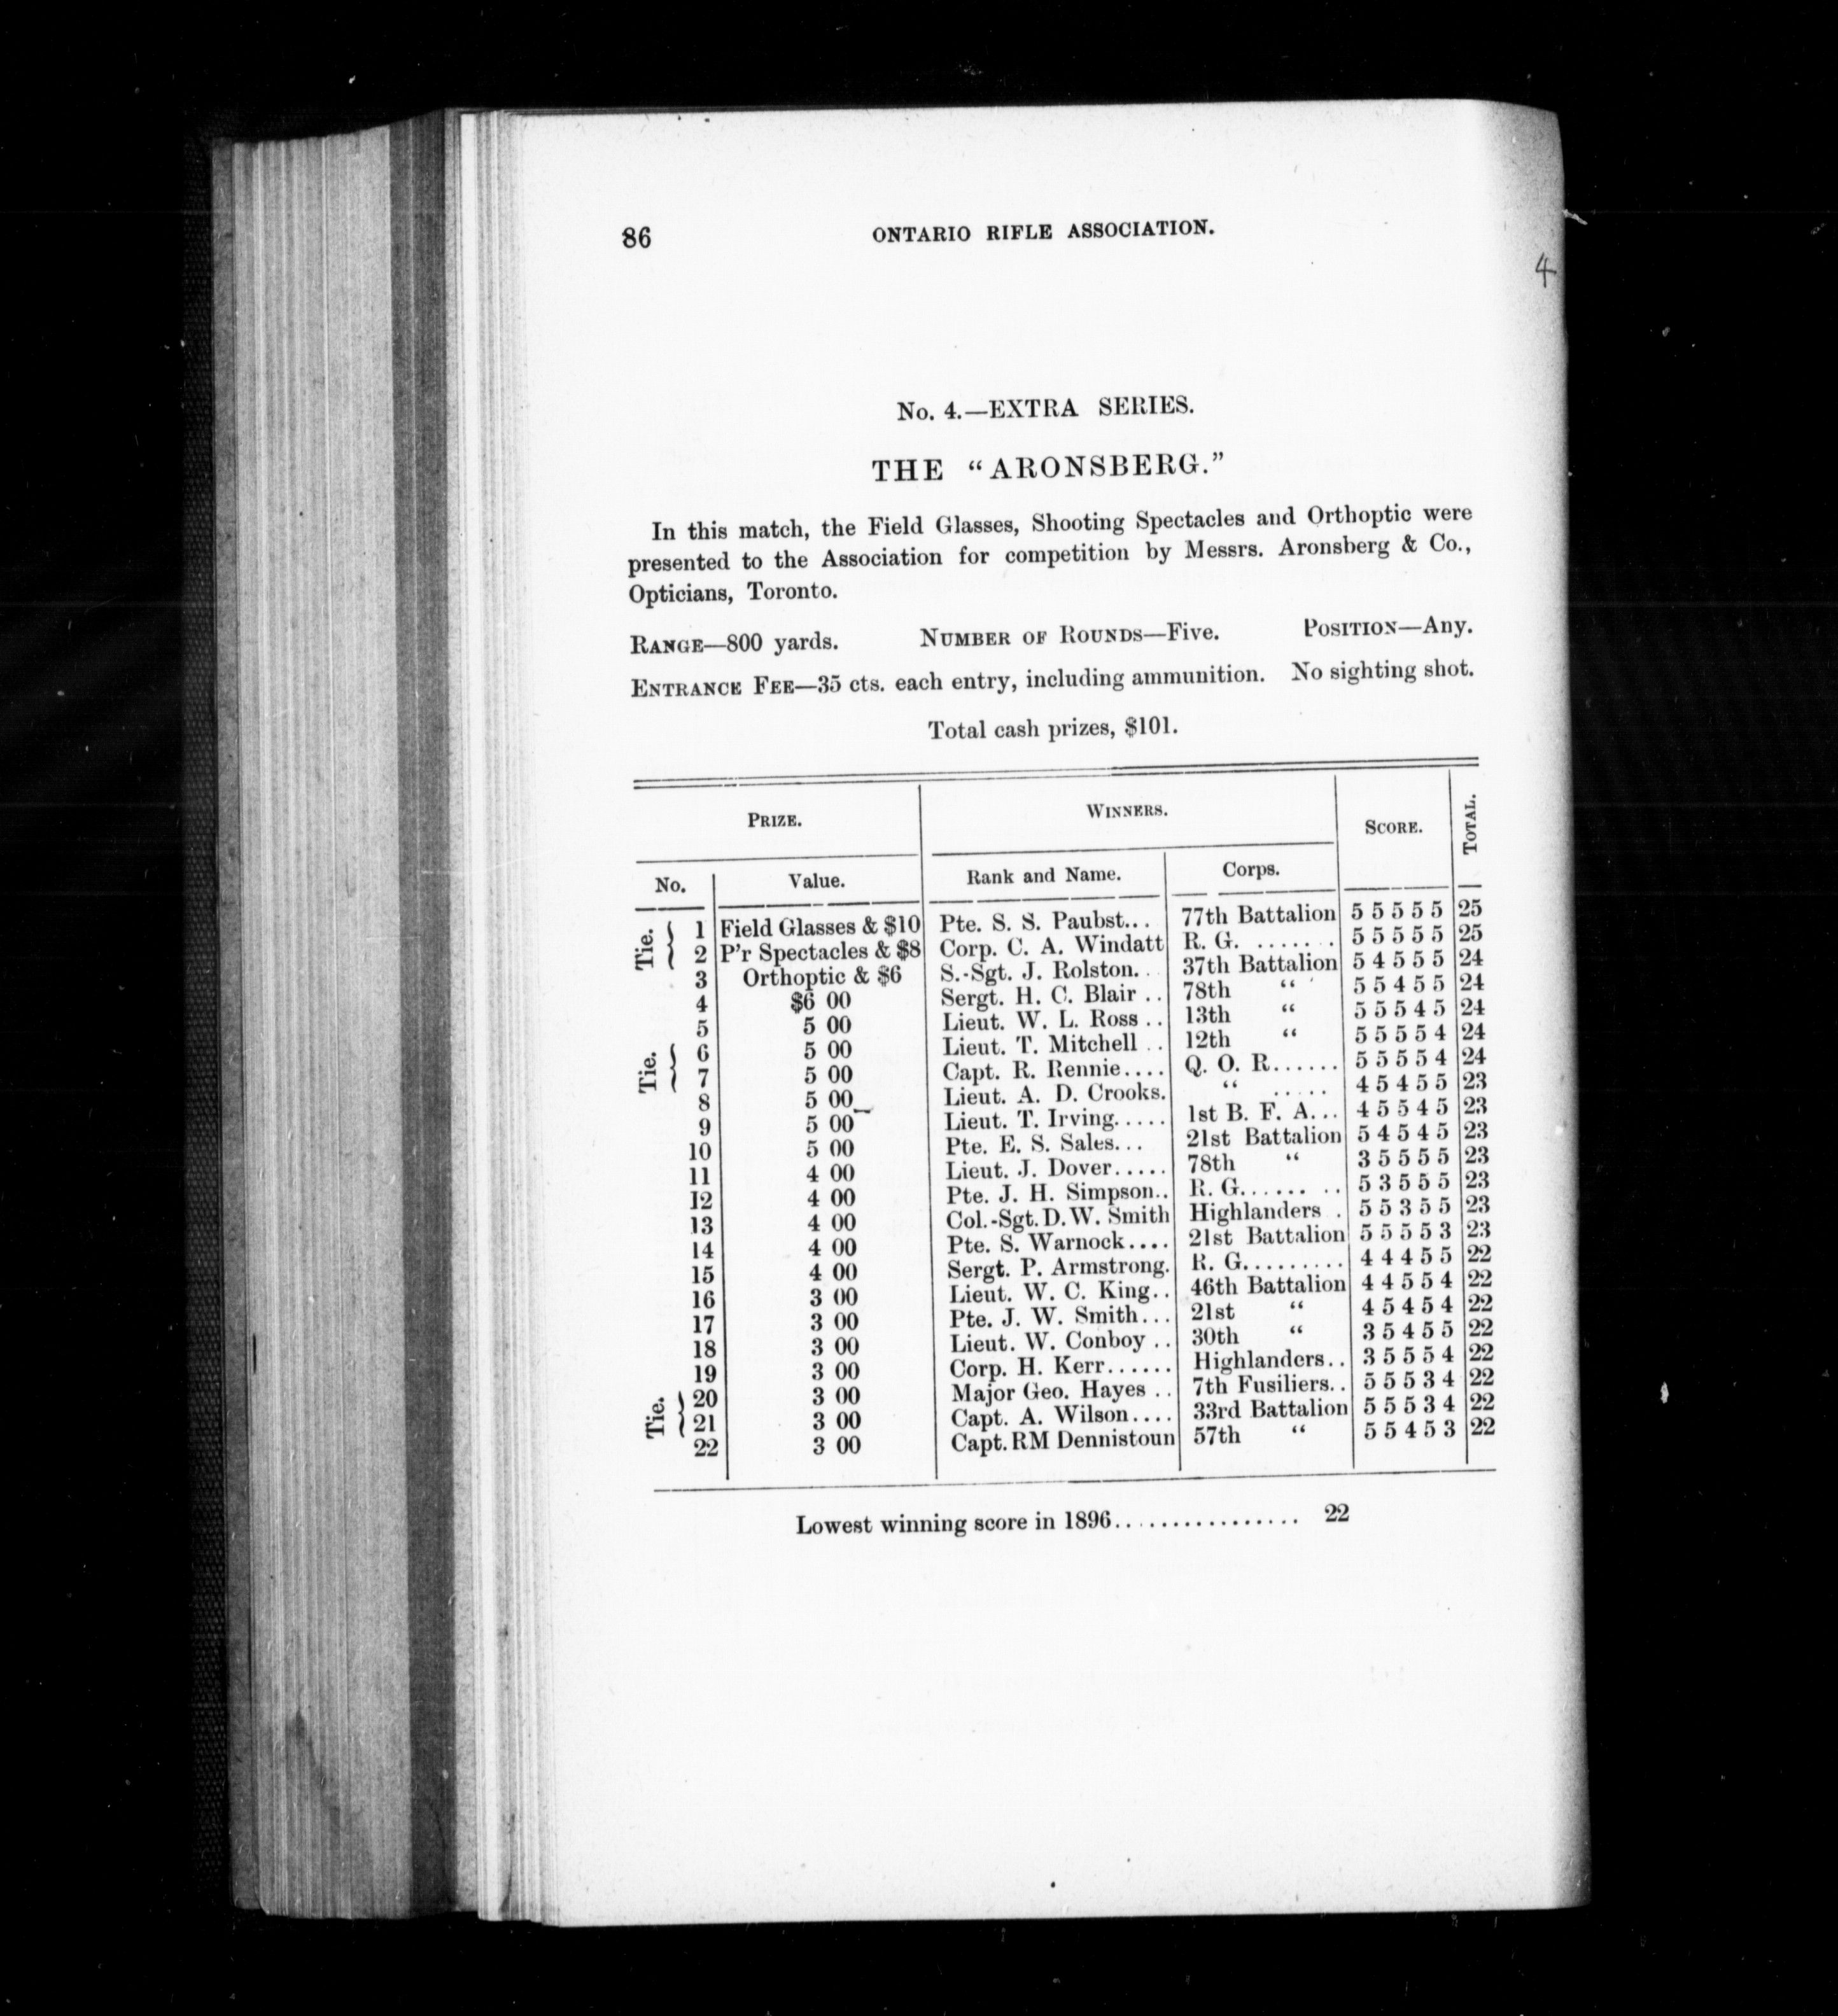 86 ONTARIO RIFLE ASSOCIATION.
4
No. 4.—EXTRA SERIES.
THE "ARONSBERG."
In this match, the Field Glasses, Shooting Spectacles and Orthoptic were
presented to the Association for competition by Messrs. Aronsberg & Co.,
Opticians, Toronto.
RANGE—800 yards. NUMBER OF ROUNDS—Five. POSITION—Any.
ENTRANCE FEE—35 cts. each entry, including ammunition. No sighting shot.
Total cash prizes, $101.
PRIZE. WINNERS. SCORE. TOTAL.
No. Value. Rank and Name. Corps.
Tie. 1 Field Glasses & $10 Pte. S. S. Paubst... 77th Battalion 5 5 5 5 5 25
2 P'r Spectacles & $8 Corp. C. A. Windatt R. G. ....... 5 5 5 5 5 25
3 Orthoptic & $6 S.-Sgt. J. Rolston.. 37th Battalion 5 4 5 5 5 24
4 $6 00 Sergt. H. C. Blair .. 78th " 5 5 4 5 5 24
5 5 00 Lieut. W. L. Ross .. 13th " 5 5 5 4 5 24
Tie. 6 5 00 Lieut. T. Mitchell .. 12th " 5 5 5 5 4 24
7 5 00 Capt. R. Rennie.... Q. O. R...... 5 5 5 5 4 24
8 5 00 Lieut. A. D. Crooks. " ..... 4 5 4 5 5 23
9 5 00 Lieut. T. Irving..... 1st B. F. A... 4 5 5 4 5 23
10 5 00 Pte. E. S. Sales... 21st Battalion 5 4 5 4 5 23
11 4 00 Lieut. J. Dover..... 78th " 3 5 5 5 5 23
12 4 00 Pte. J. H. Simpson.. R. G...... .. 5 3 5 5 5 23
13 4 00 Col.-Sgt. D. W. Smith Highlanders . 5 5 3 5 5 23
14 4 00 Pte. S. Warnock.... 21st Battalion 5 5 5 5 3 23
15 4 00 Sergt. P. Armstrong. R. G......... 4 4 4 5 5 22
16 3 00 Lieut. W. C. King.. 46th Battalion 4 4 5 5 4 22
17 3 00 Pte. J. W. Smith... 21st " 4 5 4 5 4 22
18 3 00 Lieut. W. Conboy .. 30th " 3 5 4 5 5 22
19 3 00 Corp. H. Kerr...... Highlanders.. 3 5 5 5 4 22
Tie. 20 3 00 Major Geo. Hayes .. 7th Fusiliers.. 5 5 5 3 4 22
21 3 00 Capt. A. Wilson.... 33rd Battalion 5 5 5 3 4 22
22 3 00 Capt. RM Dennistoun 57th " 5 5 4 5 3 22
Lowest winning score in 1896................ 22